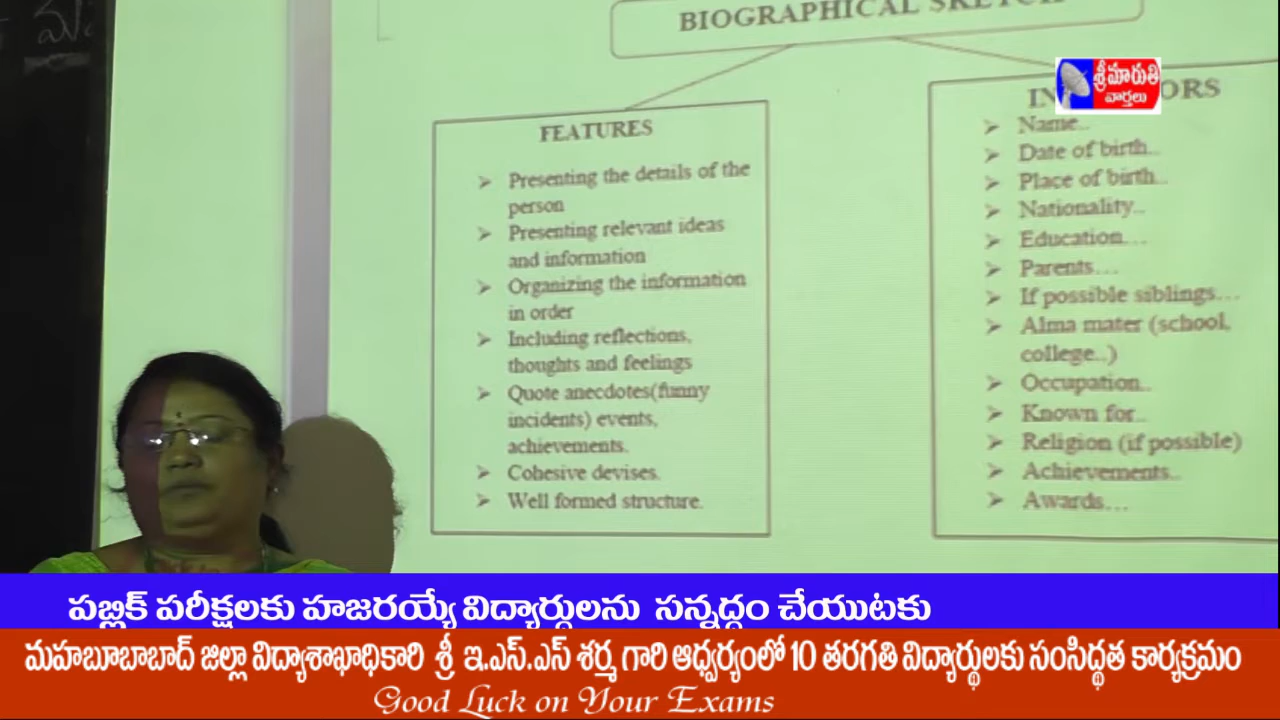 BIOGRAPHICAL SKETCH
శ్రీమారుతి
వార్తలు
FEATURES
➢ Presenting the details of the
person
➢ Presenting relevant ideas
and information
➢ Organizing the information
in order
➢ Including reflections,
thoughts and feelings
➢ Quote anecdotes(funny
incidents) events,
achievements.
➢ Cohesive devises.
➢ Well formed structure.
➢ Name..
➢ Date of birth..
➢ Place of birth..
➢ Nationality..
➢ Education…
➢ Parents…
➢ If possible siblings…
➢ Alma mater (school,
college..)
➢ Occupation..
➢ Known for..
➢ Religion (if possible)
➢ Achievements..
➢ Awards…
పబ్లిక్ పరీక్షలకు హాజరయ్యే విద్యార్థులను సన్నద్ధం చేయుటకు
మహబూబాబాద్ జిల్లా విద్యాశాఖాధికారి శ్రీ ఇ.ఎస్.ఎస్ శర్మ గారి ఆధ్వర్యంలో 10 తరగతి విద్యార్థులకు సంసిద్ధత కార్యక్రమం
Good Luck on Your Exams